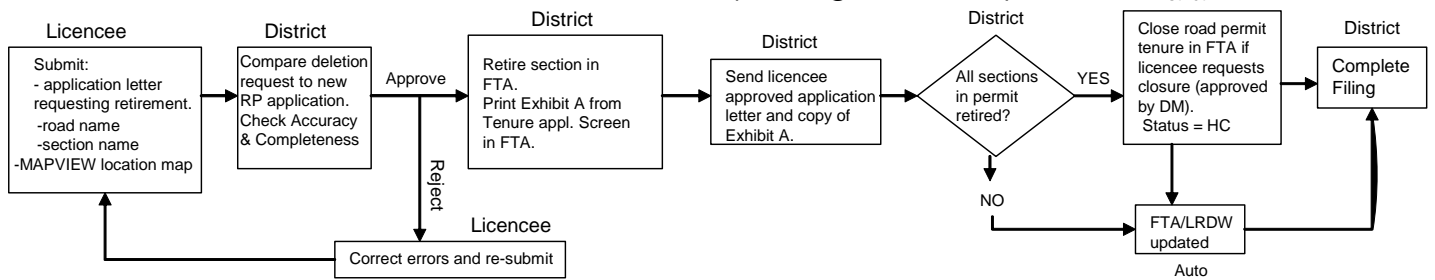 Licencee
Submit:
- application letter
requesting retirement.
-road name
-section name
-MAPVIEW location map
District
Compare deletion
request to new
RP application.
Check Accuracy
& Completeness
Approve
Reject
Licencee
Correct errors and re-submit
District
Retire section in
FTA.
Print Exhibit A from
Tenure appl. Screen
in FTA.
District
Send licencee
approved application
letter and copy of
Exhibit A.
District
All sections
in permit
retired?
YES
NO
Close road permit
tenure in FTA if
licencee requests
closure (approved
by DM).
Status = HC
FTA/LRDW
updated
Auto
District
Complete
Filing